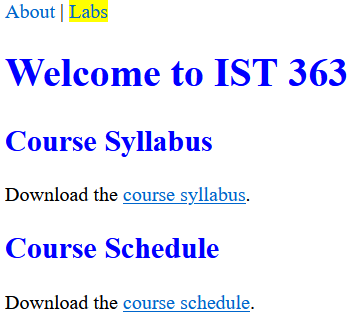 About | Labs
Welcome to IST 363
Course Syllabus
Download the course syllabus.
Course Schedule
Download the course schedule.